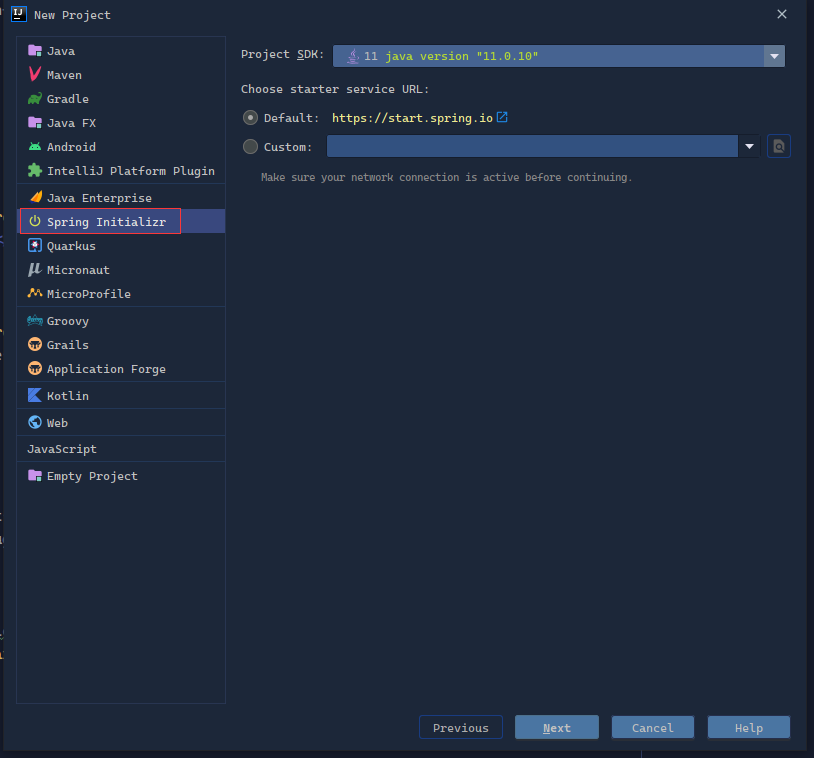 New Project
Java
Maven
Gradle
Java FX
Android
IntelliJ Platform Plugin
Java Enterprise
Spring Initializr
Quarkus
Micronaut
MicroProfile
Groovy
Grails
Application Forge
Kotlin
Web
JavaScript
Empty Project
Project SDK: 11 java version "11.0.10"
Choose starter service URL:
Default: https://start.spring.io
Custom:
Make sure your network connection is active before continuing.
Previous Next Cancel Help